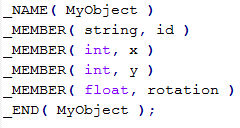 _NAME( MyObject )
_MEMBER( string, id )
_MEMBER( int, x )
_MEMBER( int, y )
_MEMBER( float, rotation )
_END( MyObject );